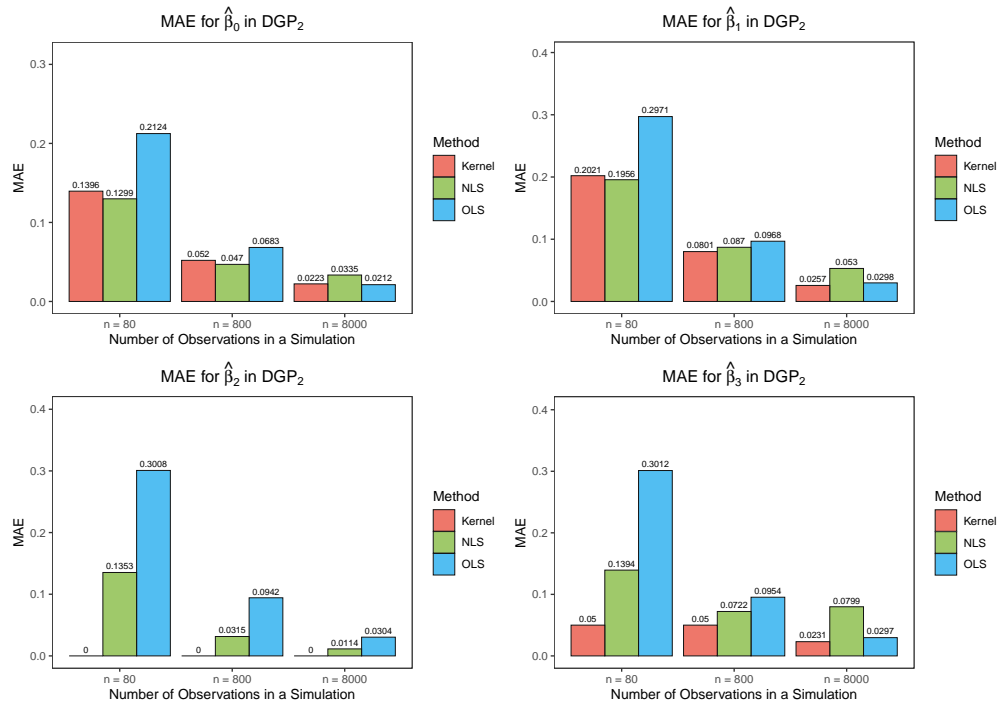 MAE for β̂₀ in DGP₂
0.3
0.2
0.1
0.0
MAE
0.1396
0.1299
0.2124
0.052
0.047
0.0683
0.0223
0.0335
0.0212
n = 80
n = 800
n = 8000
Number of Observations in a Simulation
Method
Kernel
NLS
OLS
MAE for β̂₁ in DGP₂
0.4
0.3
0.2
0.1
0.0
MAE
0.2021
0.1956
0.2971
0.0801
0.087
0.0968
0.0257
0.053
0.0298
n = 80
n = 800
n = 8000
Number of Observations in a Simulation
Method
Kernel
NLS
OLS
MAE for β̂₂ in DGP₂
0.4
0.3
0.2
0.1
0.0
MAE
0
0.1353
0.3008
0
0.0315
0.0942
0
0.0114
0.0304
n = 80
n = 800
n = 8000
Number of Observations in a Simulation
Method
Kernel
NLS
OLS
MAE for β̂₃ in DGP₂
0.4
0.3
0.2
0.1
0.0
MAE
0.05
0.1394
0.3012
0.05
0.0722
0.0954
0.0231
0.0799
0.0297
n = 80
n = 800
n = 8000
Number of Observations in a Simulation
Method
Kernel
NLS
OLS